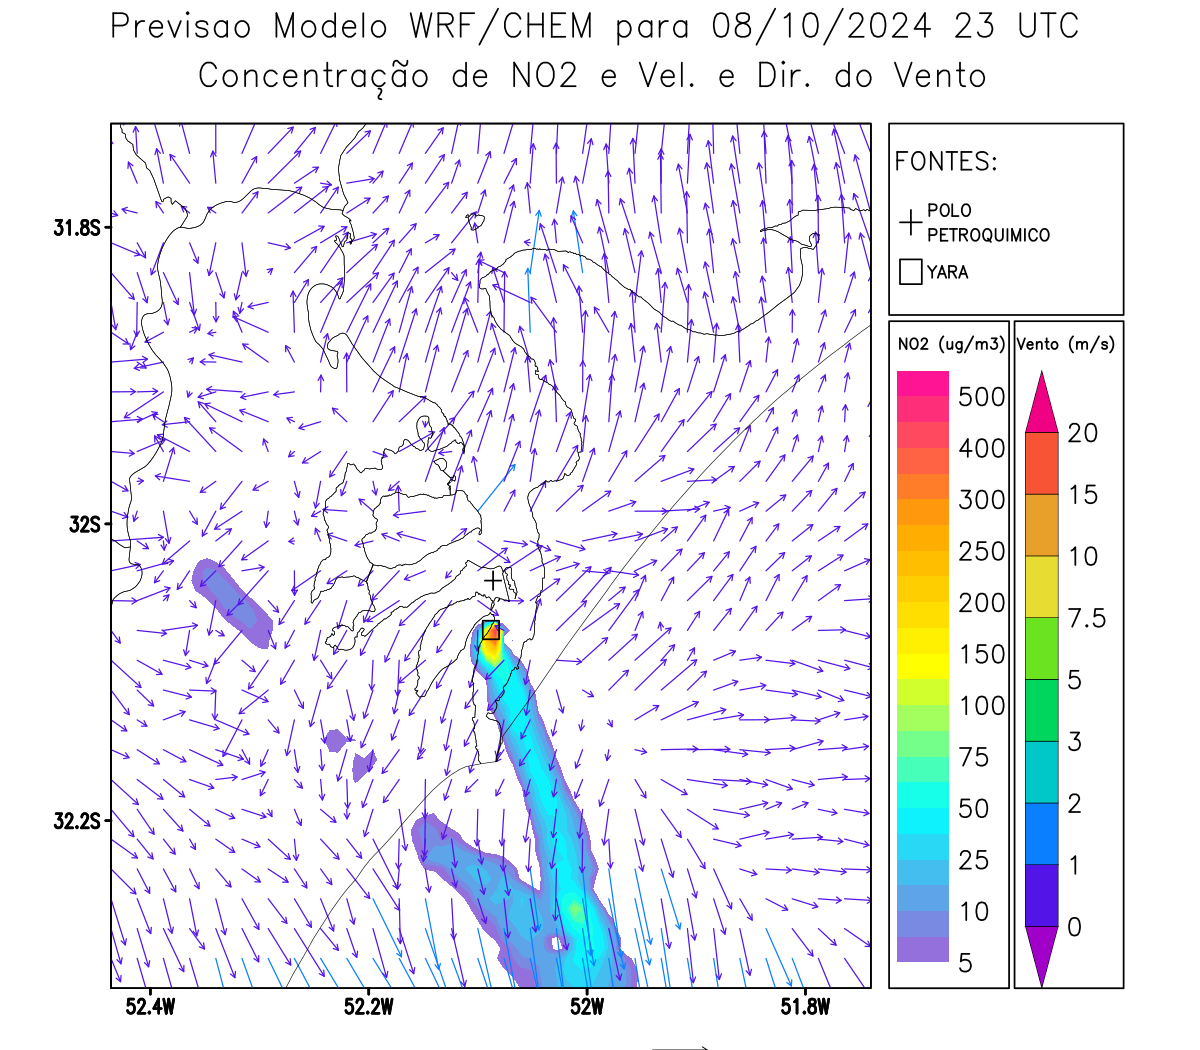 Previsao Modelo WRF/CHEM para 08/10/2024 23 UTC
Concentração de NO2 e Vel. e Dir. do Vento
FONTES:
POLO
PETROQUIMICO
YARA
NO2 (ug/m3)
500
400
300
250
200
150
100
75
50
25
10
5
Vento (m/s)
20
15
10
7.5
5
3
2
1
0
31.8S
32S
32.2S
52.4W
52.2W
52W
51.8W